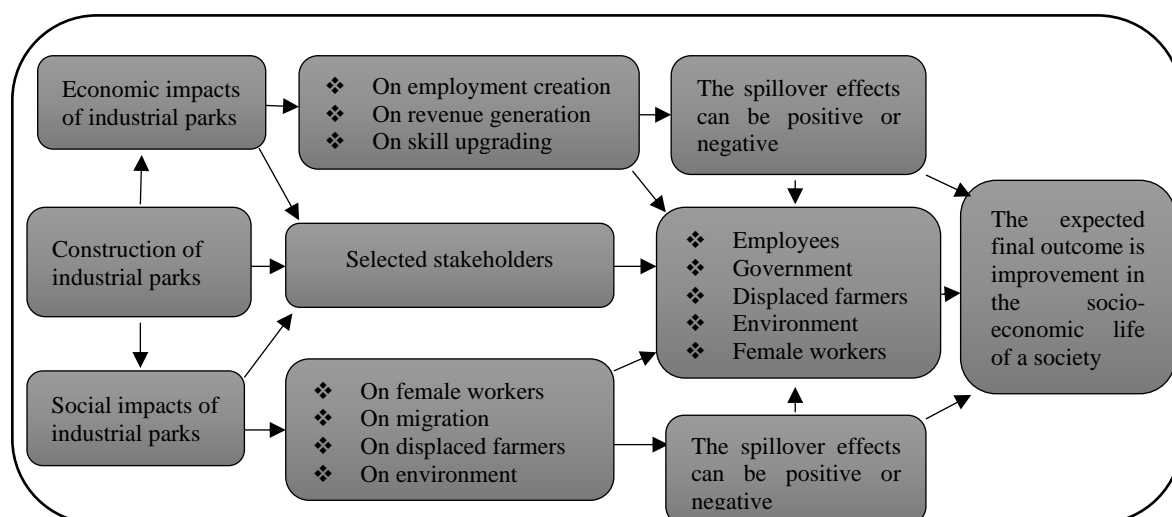 Economic impacts
of industrial parks
❖ On employment creation
❖ On revenue generation
❖ On skill upgrading
The spillover effects
can be positive or
negative
Construction of
industrial parks
Selected stakeholders
❖ Employees
❖ Government
❖ Displaced farmers
❖ Environment
❖ Female workers
The expected
final outcome is
improvement in
the socio-
economic life
of a society
Social impacts of
industrial parks
❖ On female workers
❖ On migration
❖ On displaced farmers
❖ On environment
The spillover effects
can be positive or
negative